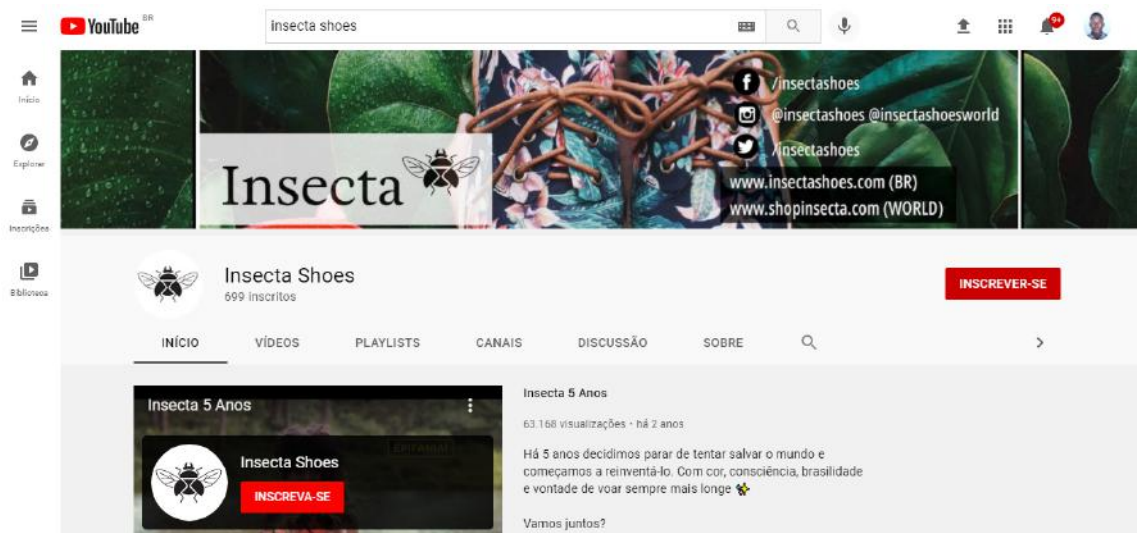 YouTube BR
insecta shoes
9+
Início
Explorar
Inscrições
Biblioteca
/insectashoes
@insectashoes @insectashoesworld
/insectashoes
www.insectashoes.com (BR)
www.shopinsecta.com (WORLD)
Insecta
Insecta Shoes
699 inscritos
INSCREVER-SE
INÍCIO
VÍDEOS
PLAYLISTS
CANAIS
DISCUSSÃO
SOBRE
Insecta 5 Anos
Insecta Shoes
INSCREVA-SE
Insecta 5 Anos
63.168 visualizações • há 2 anos
Há 5 anos decidimos parar de tentar salvar o mundo e
começamos a reinventá-lo. Com cor, consciência, brasilidade
e vontade de voar sempre mais longe
Vamos juntos?